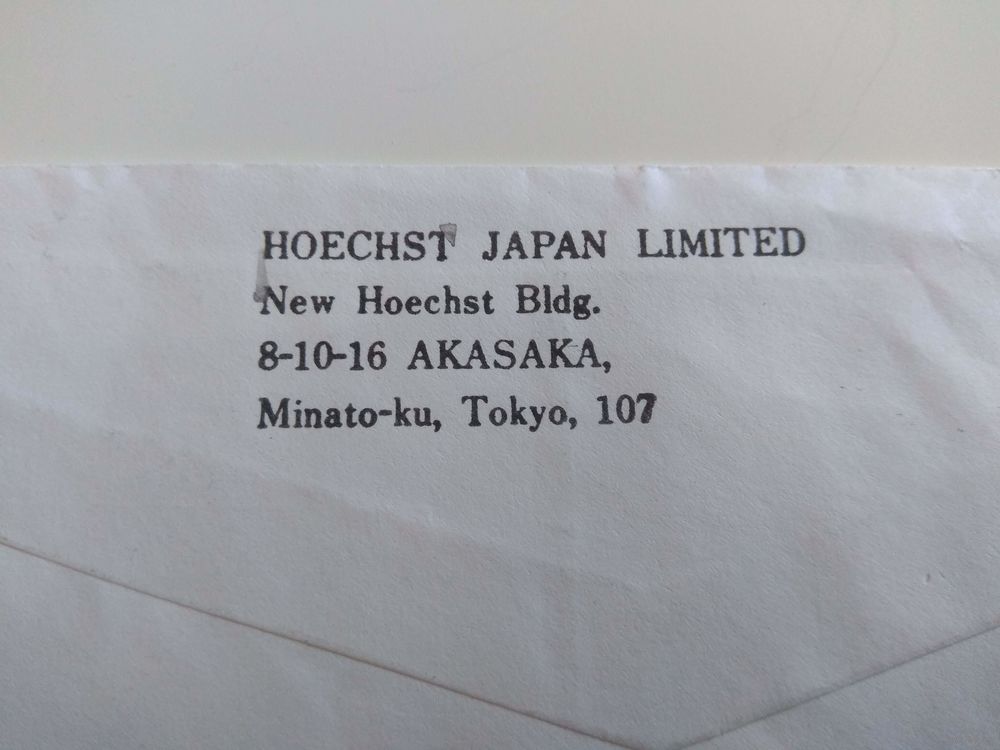 HOECHST JAPAN LIMITED
New Hoechst Bldg.
8-10-16 AKASAKA,
Minato-ku, Tokyo, 107